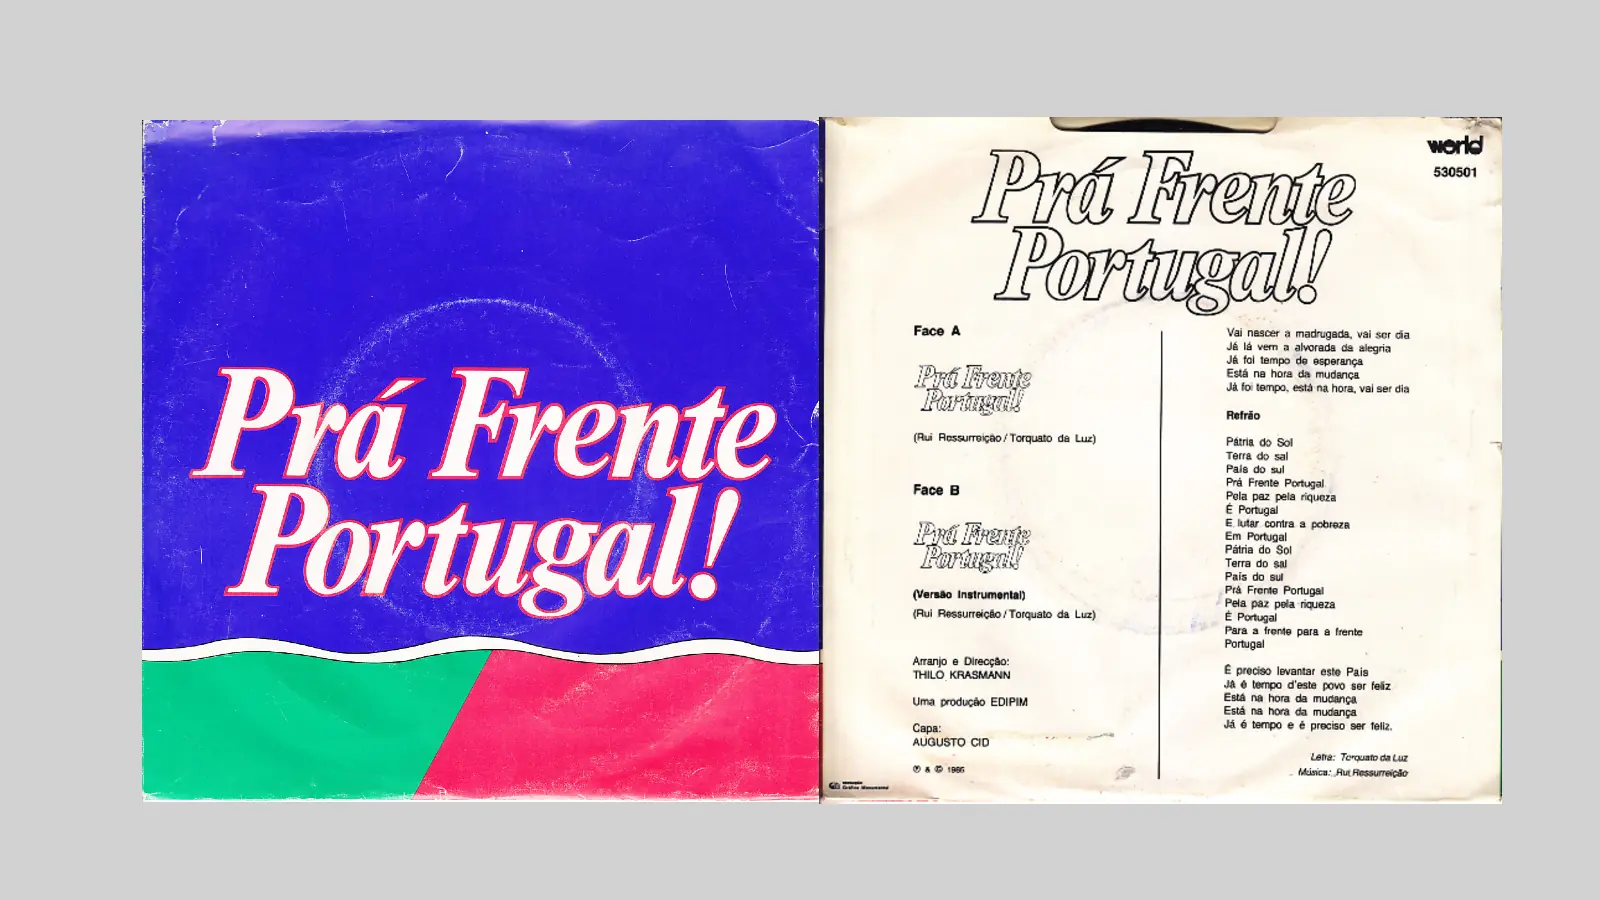 Prá Frente
Portugal!
world
530501
Prá Frente
Portugal!
Face A
Prá Frente
Portugal!
(Rui Ressurreição/Torquato da Luz)
Face B
Prá Frente
Portugal!
(Versão Instrumental)
(Rui Ressurreição/Torquato da Luz)
Arranjo e Direcção:
THILO KRASMANN
Uma produção EDIPIM
Capa:
AUGUSTO CID
Ⓟ & © 1985
Gráfica Monumental
Vai nascer a madrugada, vai ser dia
Já lá vem a alvorada da alegria
Já foi tempo de esperança
Está na hora da mudança
Já foi tempo, está na hora, vai ser dia
Refrão
Pátria do Sol
Terra do sal
País do sul
Prá Frente Portugal
Pela paz pela riqueza
É Portugal
E lutar contra a pobreza
Em Portugal
Pátria do Sol
Terra do sal
País do sul
Prá Frente Portugal
Pela paz pela riqueza
É Portugal
Para a frente para a frente
Portugal
É preciso levantar este País
Já é tempo d'este povo ser feliz
Está na hora da mudança
Está na hora da mudança
Já é tempo e é preciso ser feliz.
Letra: Torquato da Luz
Música: Rui Ressurreição